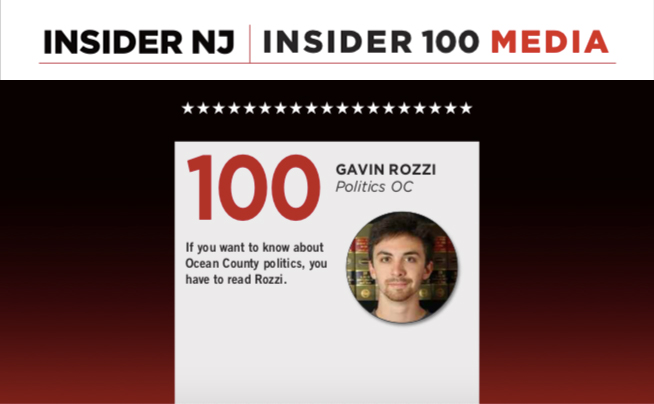 INSIDER NJ INSIDER 100 MEDIA
100
GAVIN ROZZI
Politics OC
If you want to know about
Ocean County politics, you
have to read Rozzi.